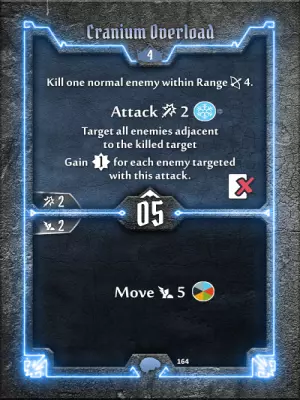 Cranium Overload
4
Kill one normal enemy within Range 4.
Attack 2
Target all enemies adjacent
to the killed target
Gain 1 for each enemy targeted
with this attack.
2
05
2
Move 5
164